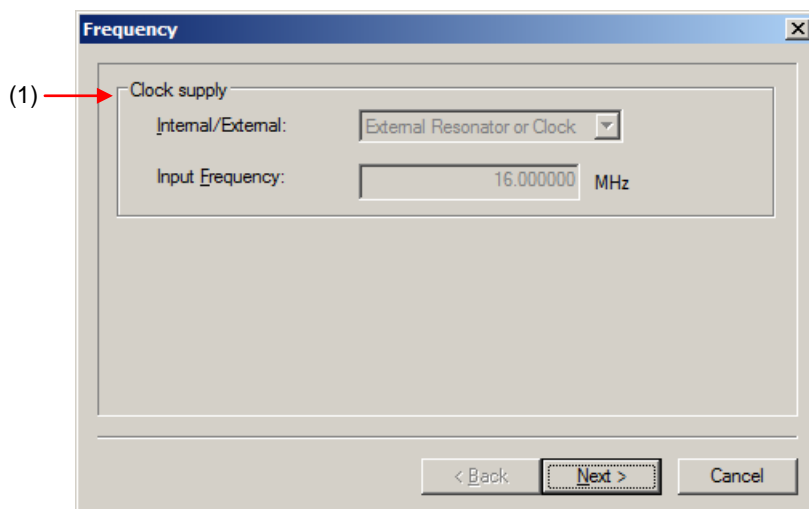 Frequency
(1)
Clock supply
Internal/External: External Resonator or Clock
Input Frequency: 16.000000 MHz
< Back Next > Cancel